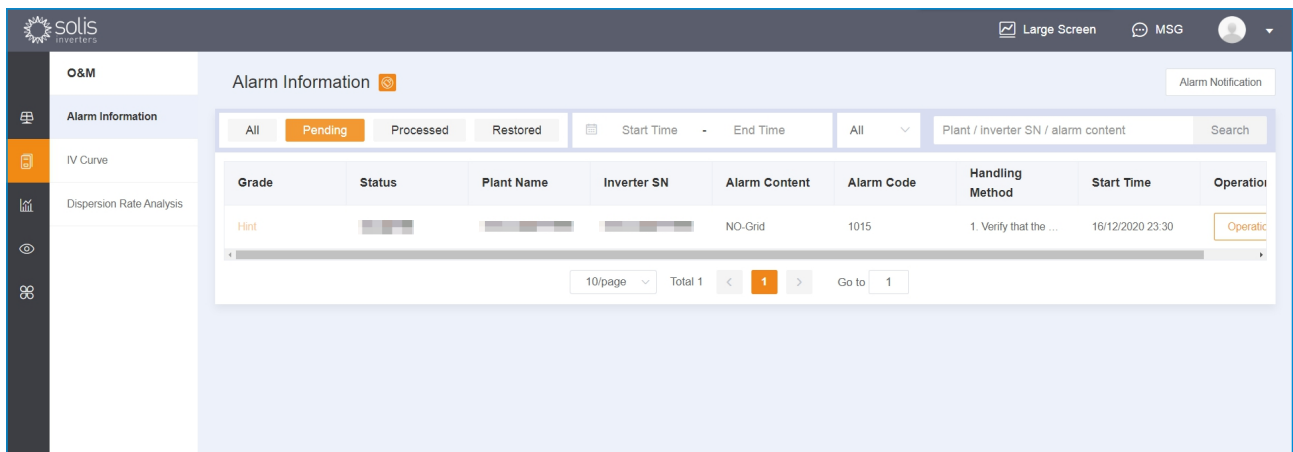 solis
inverters
Large Screen
MSG
O&M
Alarm Information
IV Curve
Dispersion Rate Analysis
Alarm Information
Alarm Notification
All Pending Processed Restored Start Time - End Time All Plant / inverter SN / alarm content Search
Grade Status Plant Name Inverter SN Alarm Content Alarm Code Handling Method Start Time Operation
Hint NO-Grid 1015 1. Verify that the ... 16/12/2020 23:30 Operatio
10/page Total 1 < 1 > Go to 1